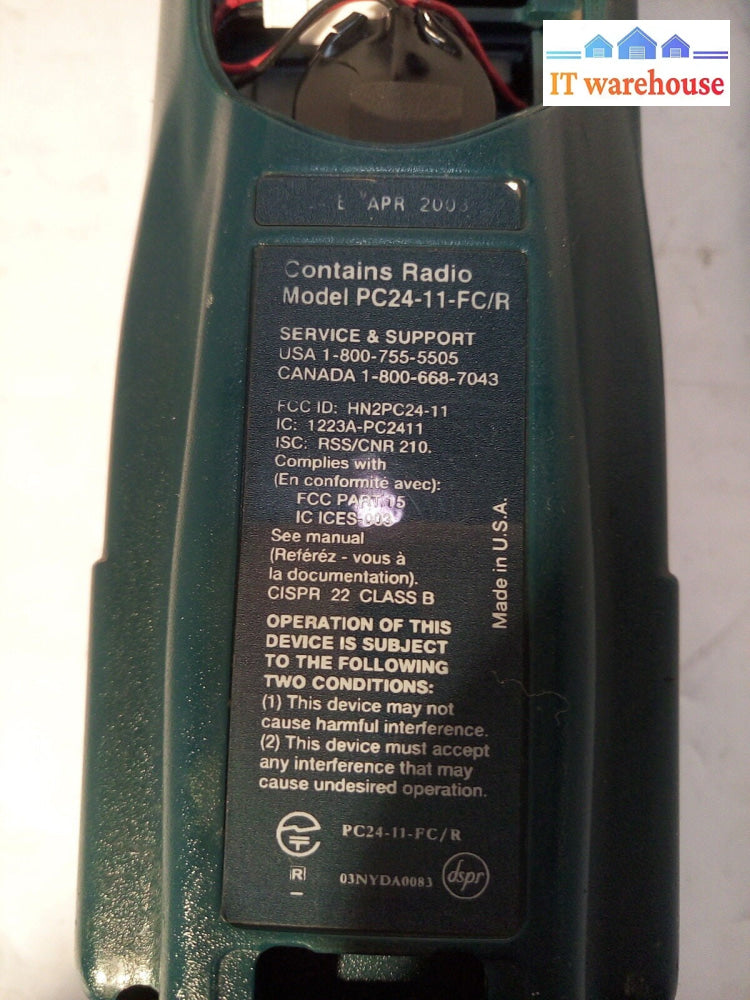 IT warehouse
E APR 2003
Contains Radio
Model PC24-11-FC/R
SERVICE & SUPPORT
USA 1-800-755-5505
CANADA 1-800-668-7043
FCC ID: HN2PC24-11
IC: 1223A-PC2411
ISC: RSS/CNR 210.
Complies with
(En conformité avec):
FCC PART 15
IC ICES-003
See manual
(Reféréz - vous à
la documentation).
CISPR 22 CLASS B
Made in U.S.A.
OPERATION OF THIS
DEVICE IS SUBJECT
TO THE FOLLOWING
TWO CONDITIONS:
(1) This device may not
cause harmful interference.
(2) This device must accept
any interference that may
cause undesired operation.
PC24-11-FC/R
R
03NYDA0083
dspr